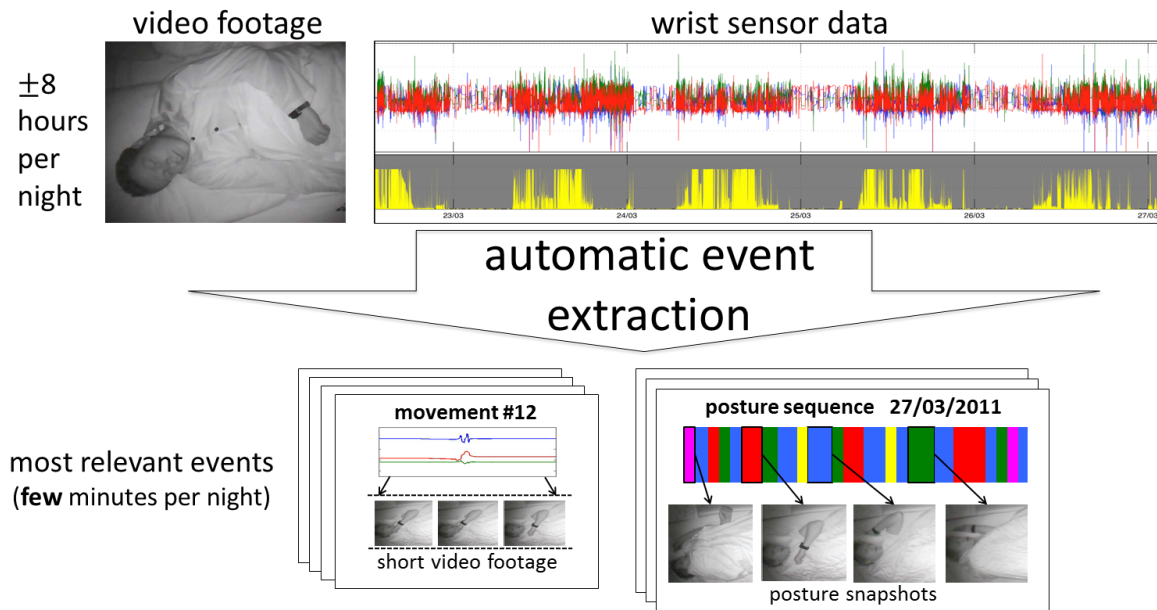 video footage
wrist sensor data
±8
hours
per
night
23/03
24/03
25/03
26/03
27/03
automatic event
extraction
most relevant events
(few minutes per night)
movement #12
short video footage
posture sequence 27/03/2011
posture snapshots